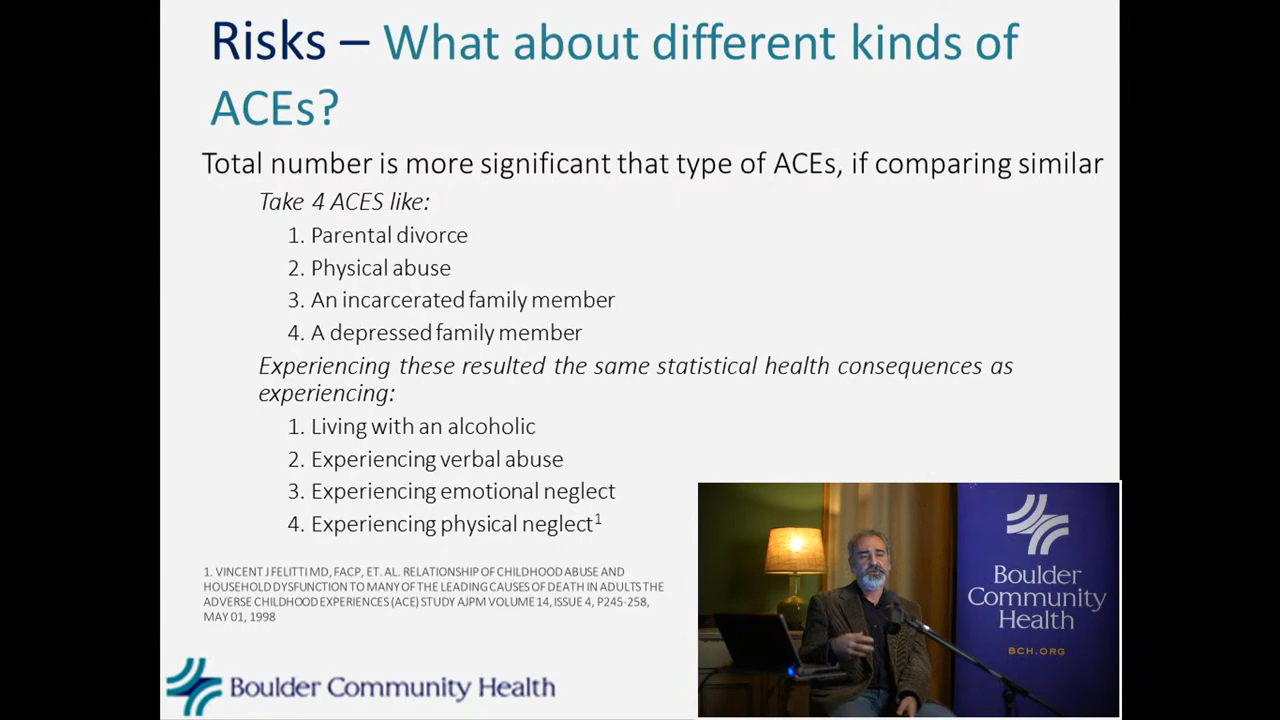 Risks – What about different kinds of
ACEs?
Total number is more significant that type of ACEs, if comparing similar
Take 4 ACES like:
1. Parental divorce
2. Physical abuse
3. An incarcerated family member
4. A depressed family member
Experiencing these resulted the same statistical health consequences as
experiencing:
1. Living with an alcoholic
2. Experiencing verbal abuse
3. Experiencing emotional neglect
4. Experiencing physical neglect1
1. VINCENT J FELITTI MD, FACP, ET. AL. RELATIONSHIP OF CHILDHOOD ABUSE AND
HOUSEHOLD DYSFUNCTION TO MANY OF THE LEADING CAUSES OF DEATH IN ADULTS THE
ADVERSE CHILDHOOD EXPERIENCES (ACE) STUDY AJPM VOLUME 14, ISSUE 4, P245-258,
MAY 01, 1998
Boulder Community Health
Boulder
Community
Health
BCH.ORG